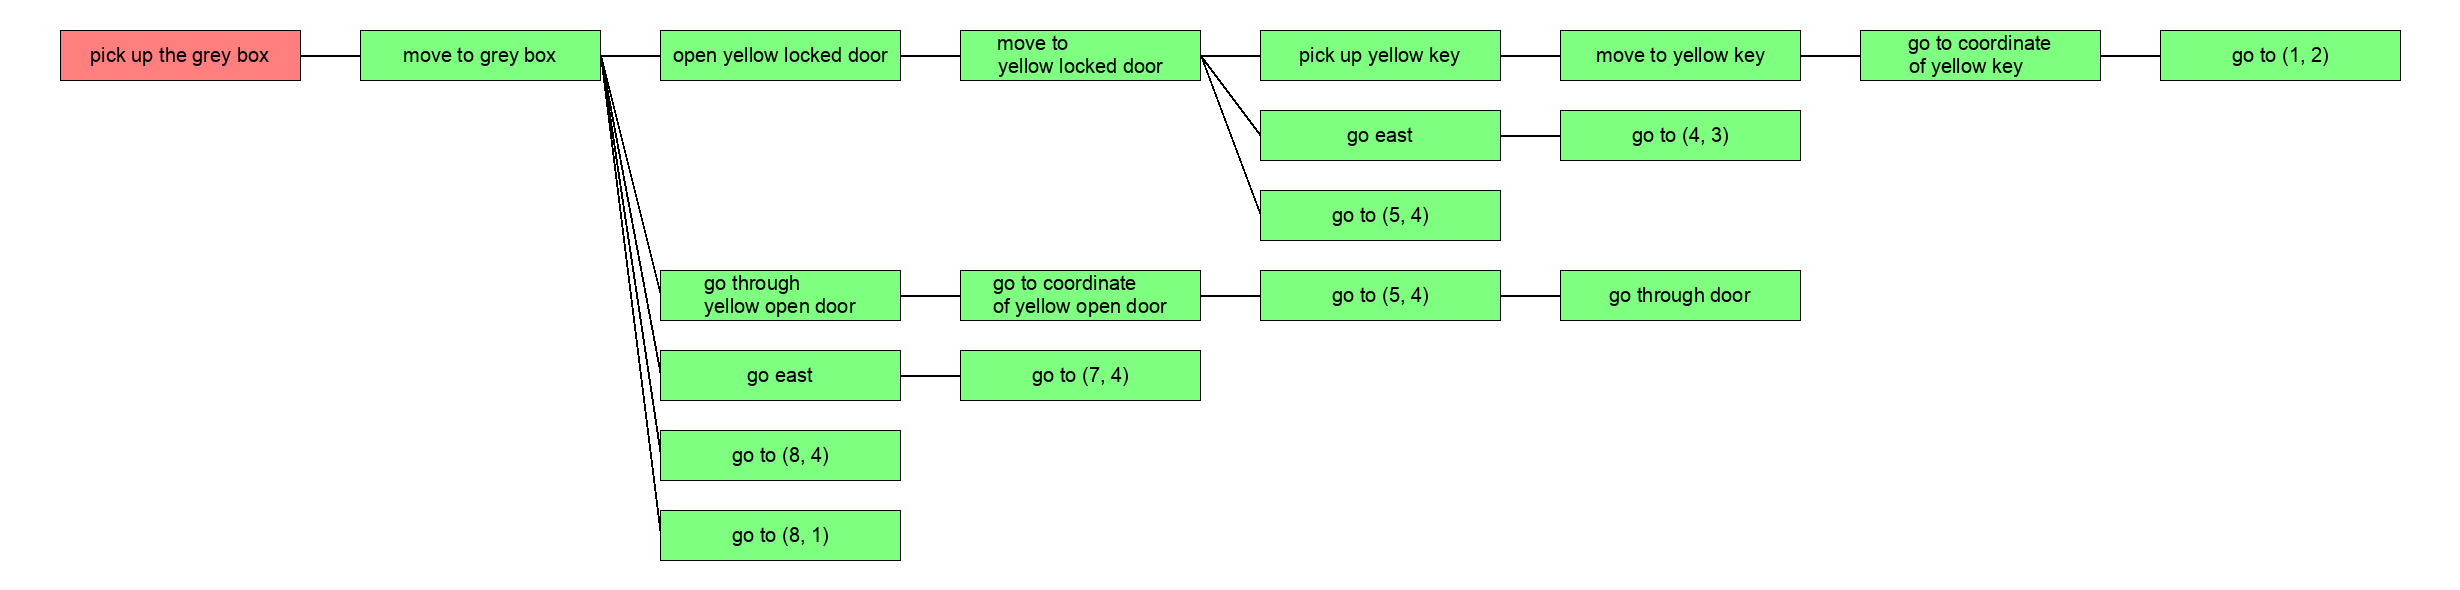 pick up the grey box
move to grey box
open yellow locked door
move to
yellow locked door
pick up yellow key
move to yellow key
go to coordinate
of yellow key
go to (1, 2)
go east
go to (4, 3)
go to (5, 4)
go through
yellow open door
go to coordinate
of yellow open door
go to (5, 4)
go through door
go east
go to (7, 4)
go to (8, 4)
go to (8, 1)